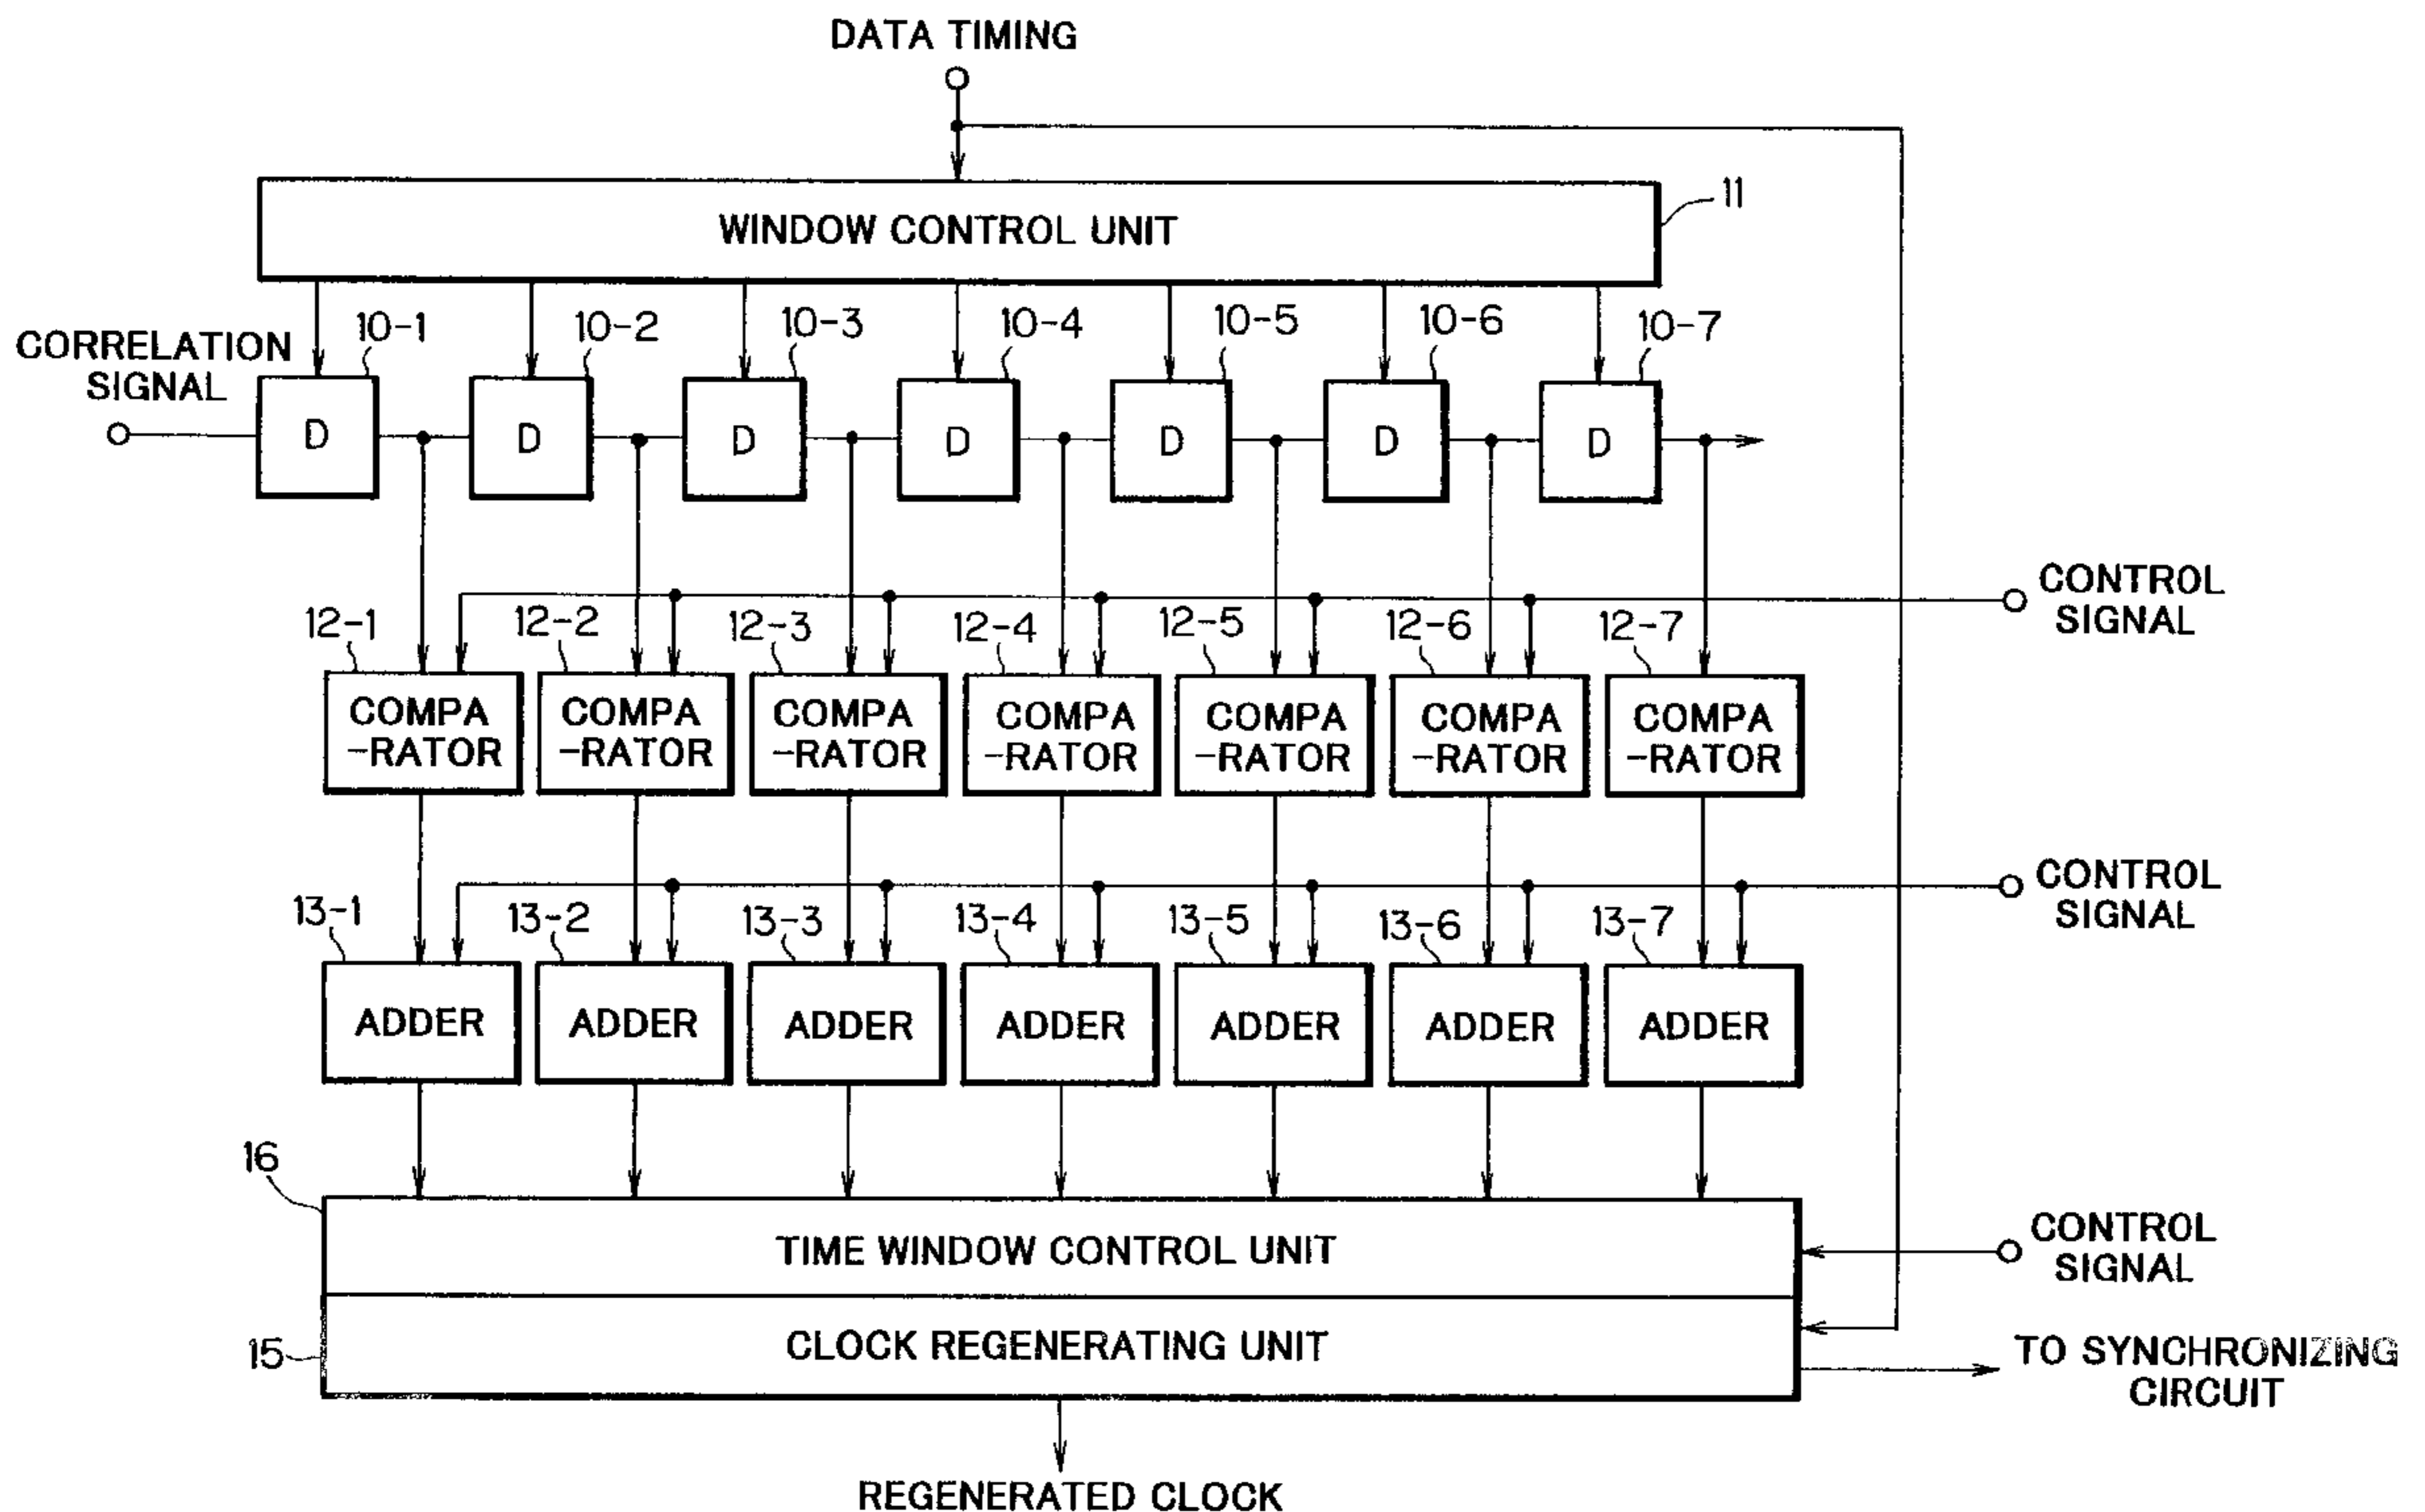 DATA TIMING
WINDOW CONTROL UNIT
11
CORRELATION
SIGNAL
10-1
10-2
10-3
10-4
10-5
10-6
10-7
D
D
D
D
D
D
D
CONTROL
SIGNAL
12-1
12-2
12-3
12-4
12-5
12-6
12-7
COMPA
-RATOR
COMPA
-RATOR
COMPA
-RATOR
COMPA
-RATOR
COMPA
-RATOR
COMPA
-RATOR
COMPA
-RATOR
CONTROL
SIGNAL
13-1
13-2
13-3
13-4
13-5
13-6
13-7
ADDER
ADDER
ADDER
ADDER
ADDER
ADDER
ADDER
16
TIME WINDOW CONTROL UNIT
CONTROL
SIGNAL
15
CLOCK REGENERATING UNIT
TO SYNCHRONIZING
CIRCUIT
REGENERATED CLOCK